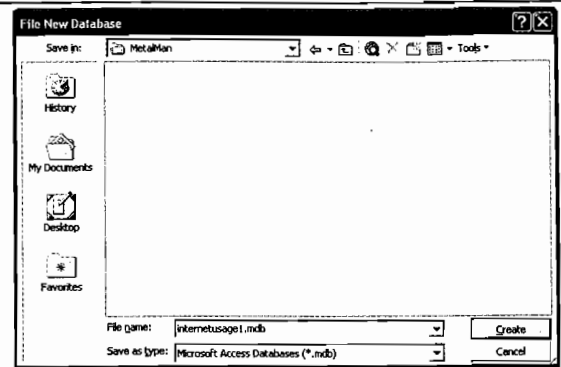 File New Database
Save in: MetalMan Tools
History
My Documents
Desktop
Favorites
File name: internetusage1.mdb Create
Save as type: Microsoft Access Databases (*.mdb) Cancel